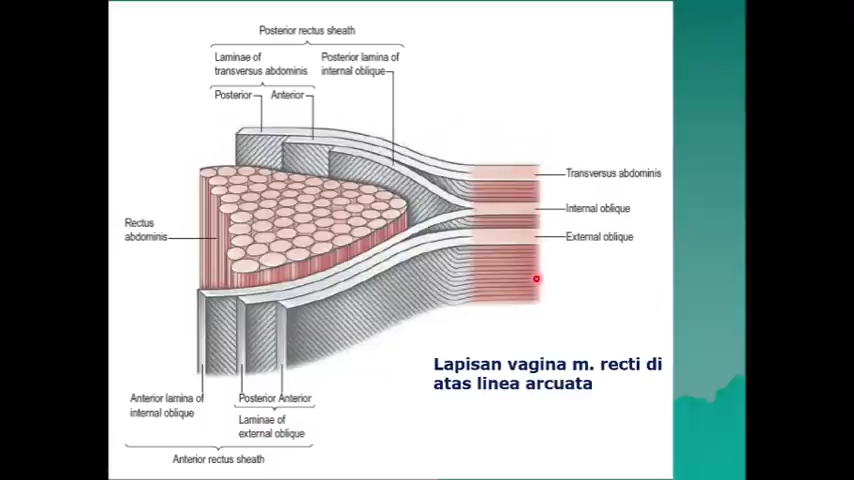 Posterior rectus sheath
Laminae of
transversus abdominis
Posterior lamina of
internal oblique
Posterior
Anterior
Transversus abdominis
Internal oblique
External oblique
Rectus
abdominis
Lapisan vagina m. recti di
atas linea arcuata
Anterior lamina of
internal oblique
Posterior Anterior
Laminae of
external oblique
Anterior rectus sheath